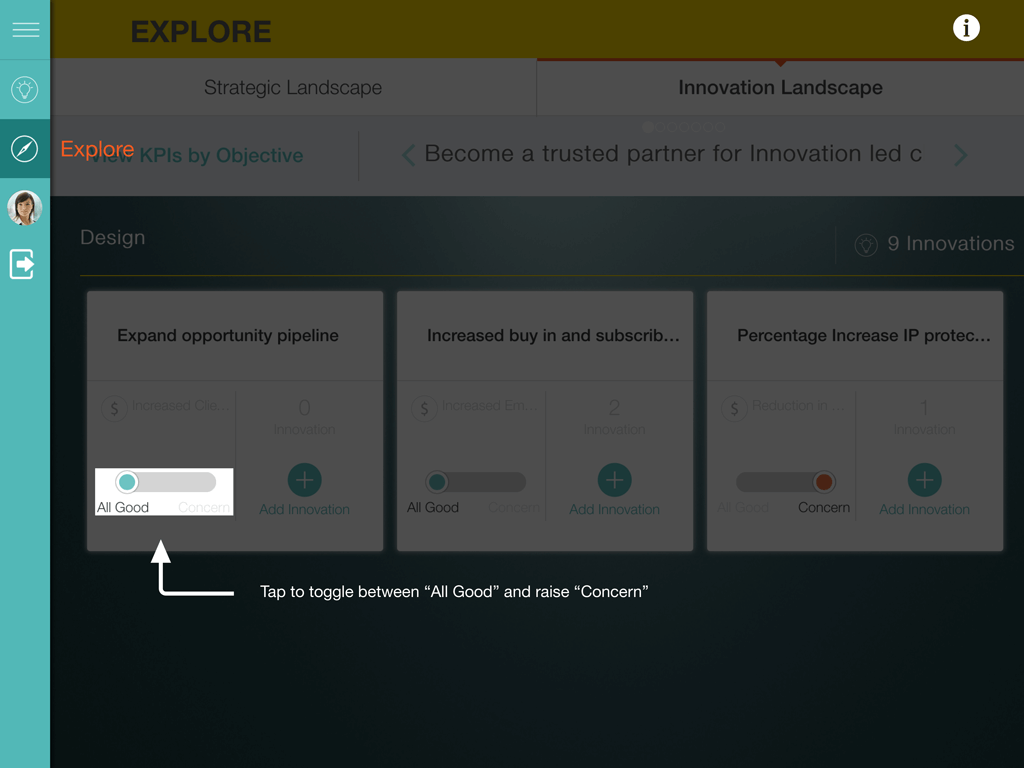 EXPLORE
Strategic Landscape
Innovation Landscape
Explore
View KPIs by Objective
Become a trusted partner for Innovation led c
Design
9 Innovations
Expand opportunity pipeline
Increased buy in and subscrib...
Percentage Increase IP protec...
$ Increased Clie...
0
Innovation
$ Increased Em...
2
Innovation
$ Reduction in ...
1
Innovation
All Good
Concern
Add Innovation
All Good
Concern
Add Innovation
All Good
Concern
Add Innovation
Tap to toggle between “All Good” and raise “Concern”